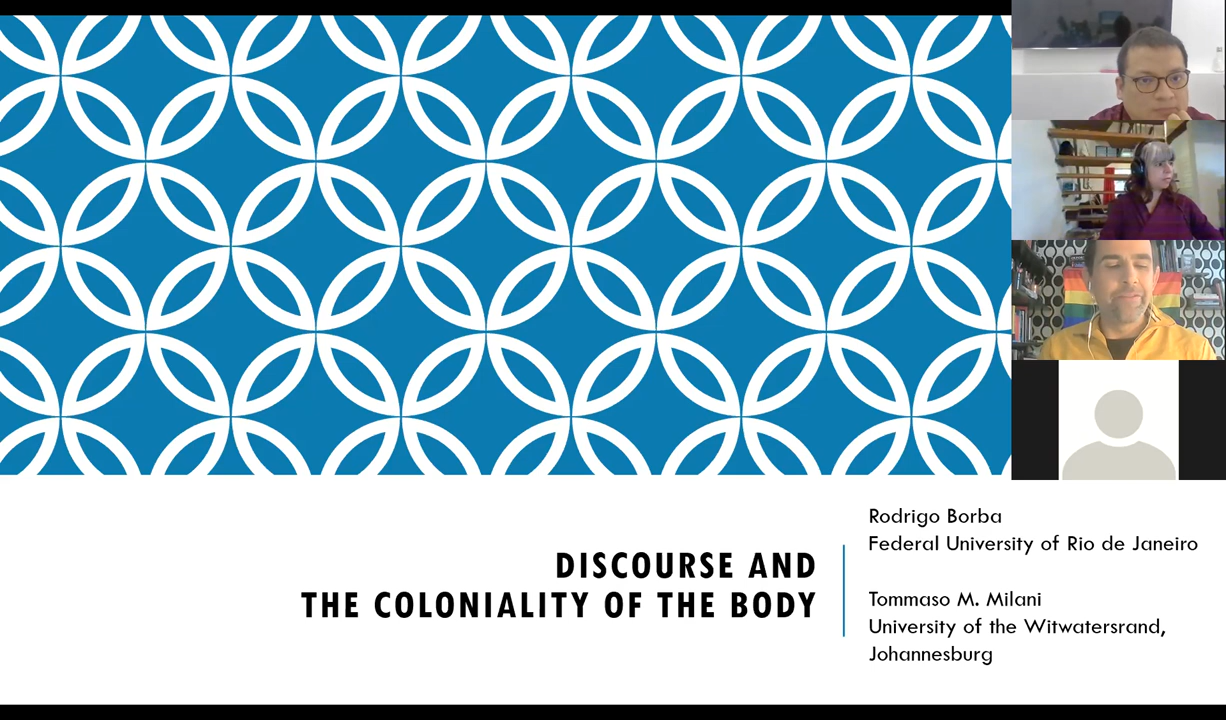 DISCOURSE AND
THE COLONIALITY OF THE BODY
Rodrigo Borba
Federal University of Rio de Janeiro
Tommaso M. Milani
University of the Witwatersrand,
Johannesburg